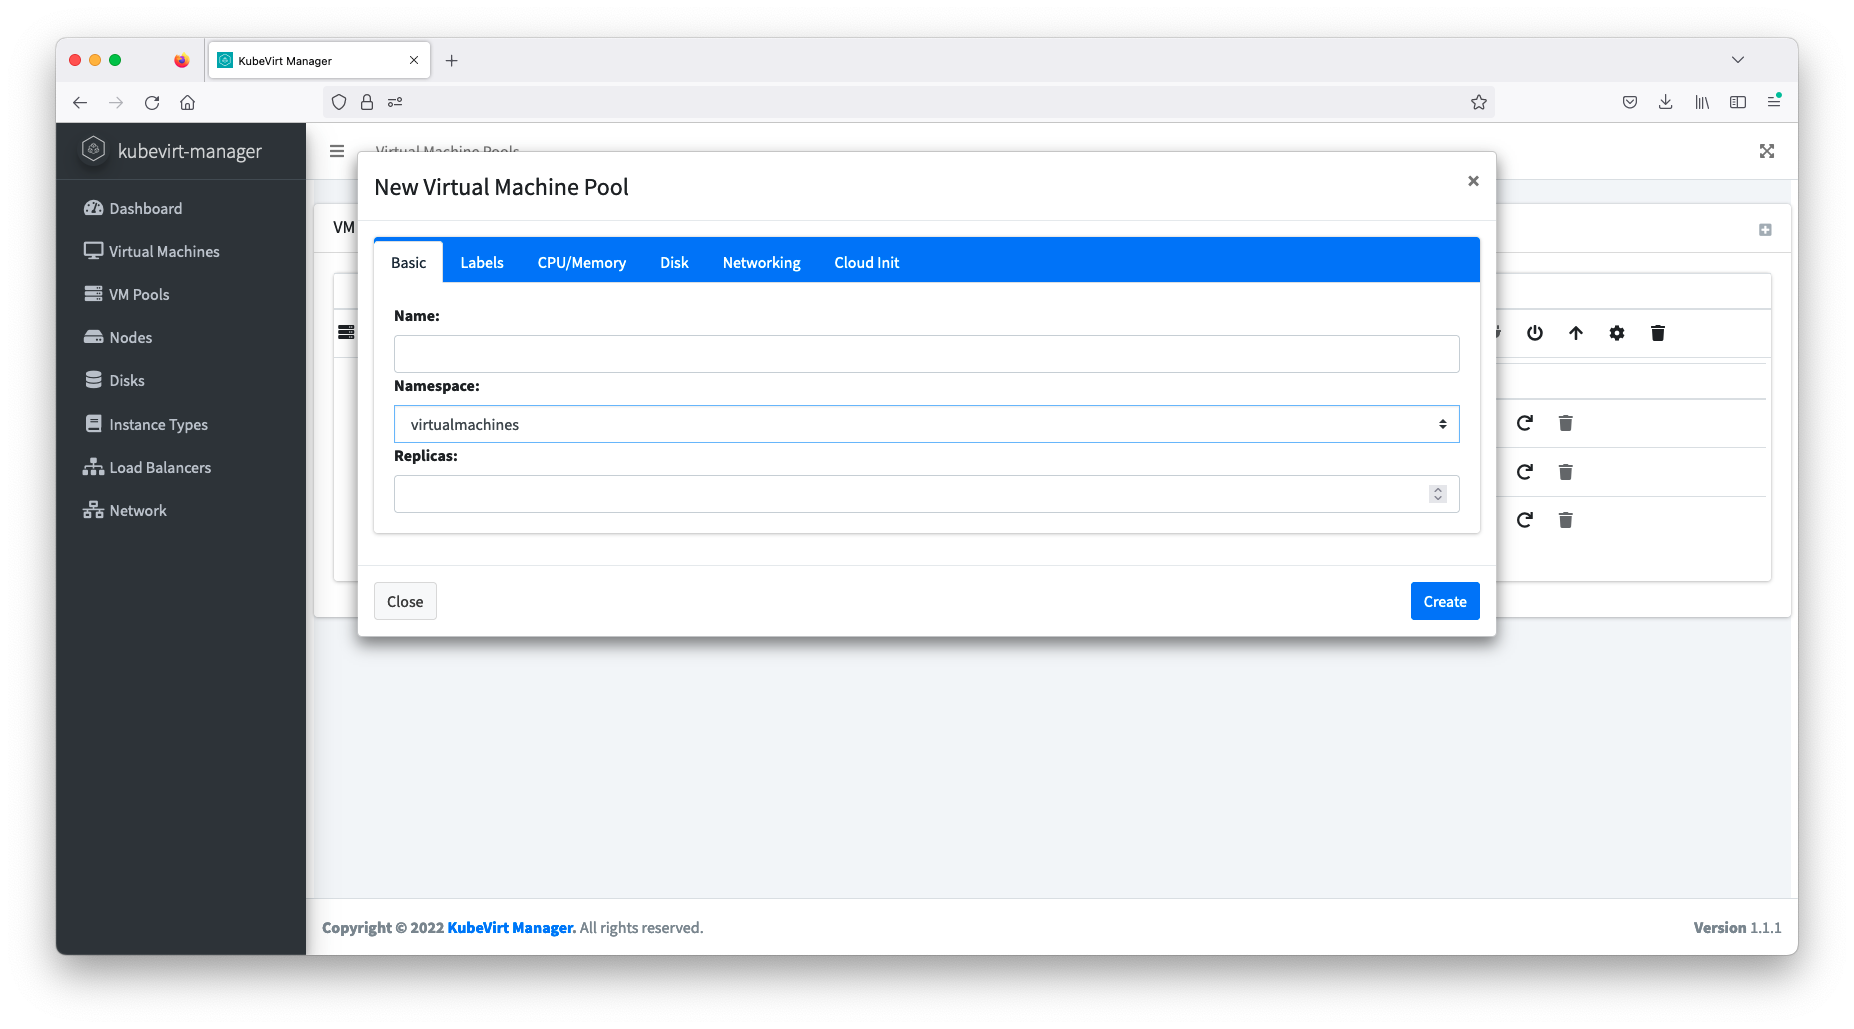 KubeVirt Manager
kubevirt-manager
Virtual Machine Pools
Dashboard
Virtual Machines
VM Pools
Nodes
Disks
Instance Types
Load Balancers
Network
VM
New Virtual Machine Pool
Basic Labels CPU/Memory Disk Networking Cloud Init
Name:
Namespace:
virtualmachines
Replicas:
Close Create
Copyright © 2022 KubeVirt Manager. All rights reserved. Version 1.1.1